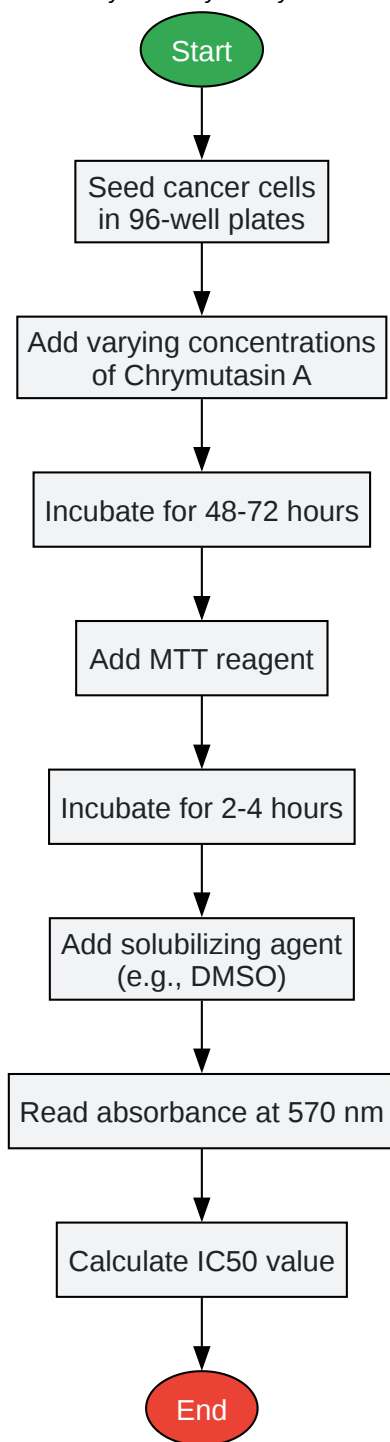 Start
Seed cancer cells
in 96-well plates
Add varying concentrations
of Chrymutasin A
Incubate for 48-72 hours
Add MTT reagent
Incubate for 2-4 hours
Add solubilizing agent
(e.g., DMSO)
Read absorbance at 570 nm
Calculate IC50 value
End